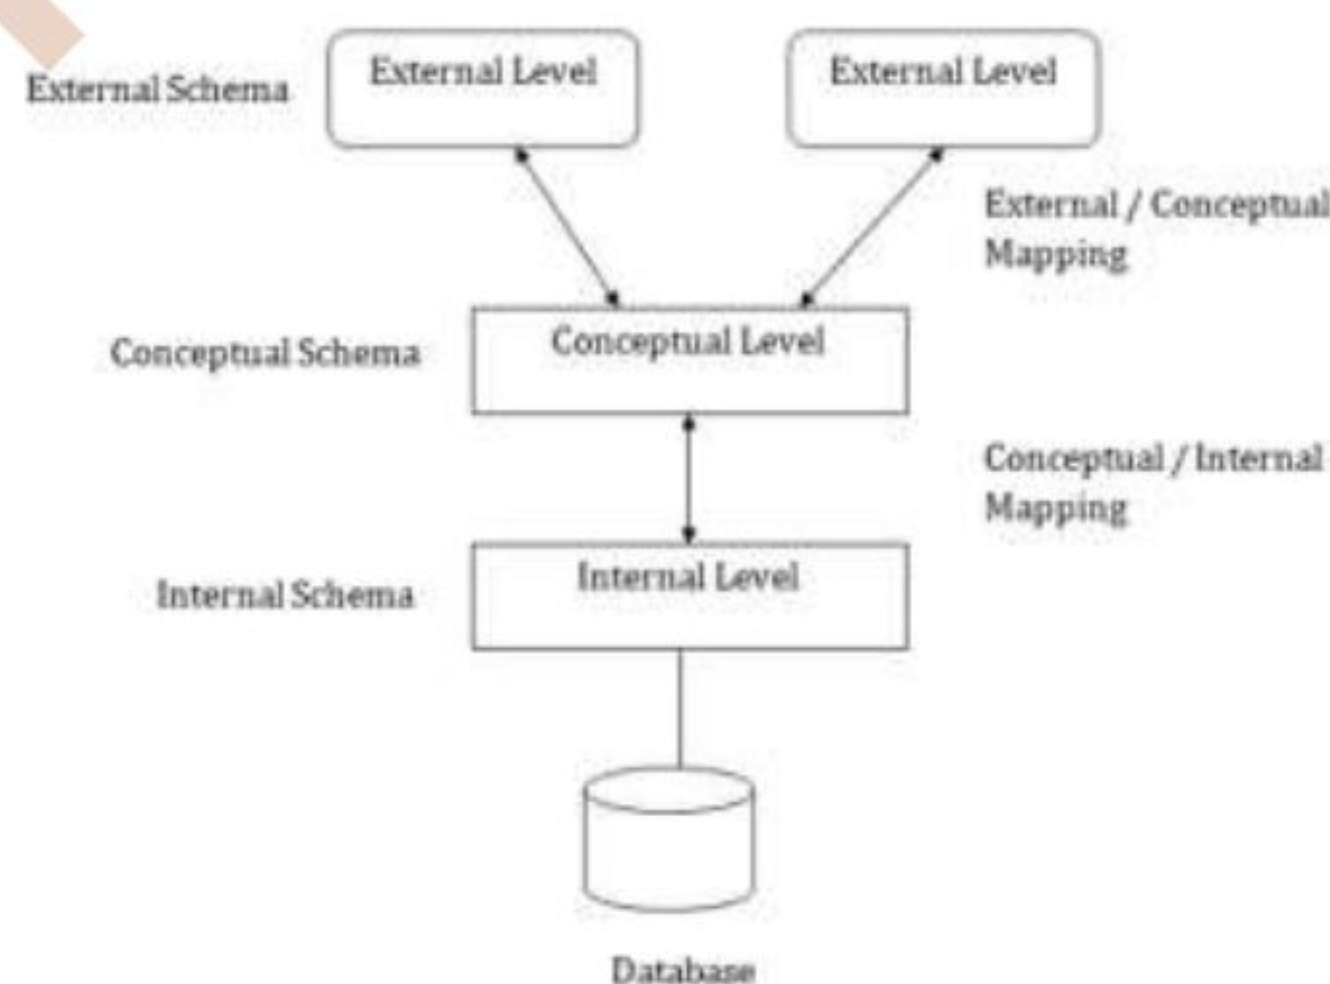 External Level
External Level
External Schema
External / Conceptual
Mapping
Conceptual Level
Conceptual Schema
Conceptual / Internal
Mapping
Internal Level
Internal Schema
Database